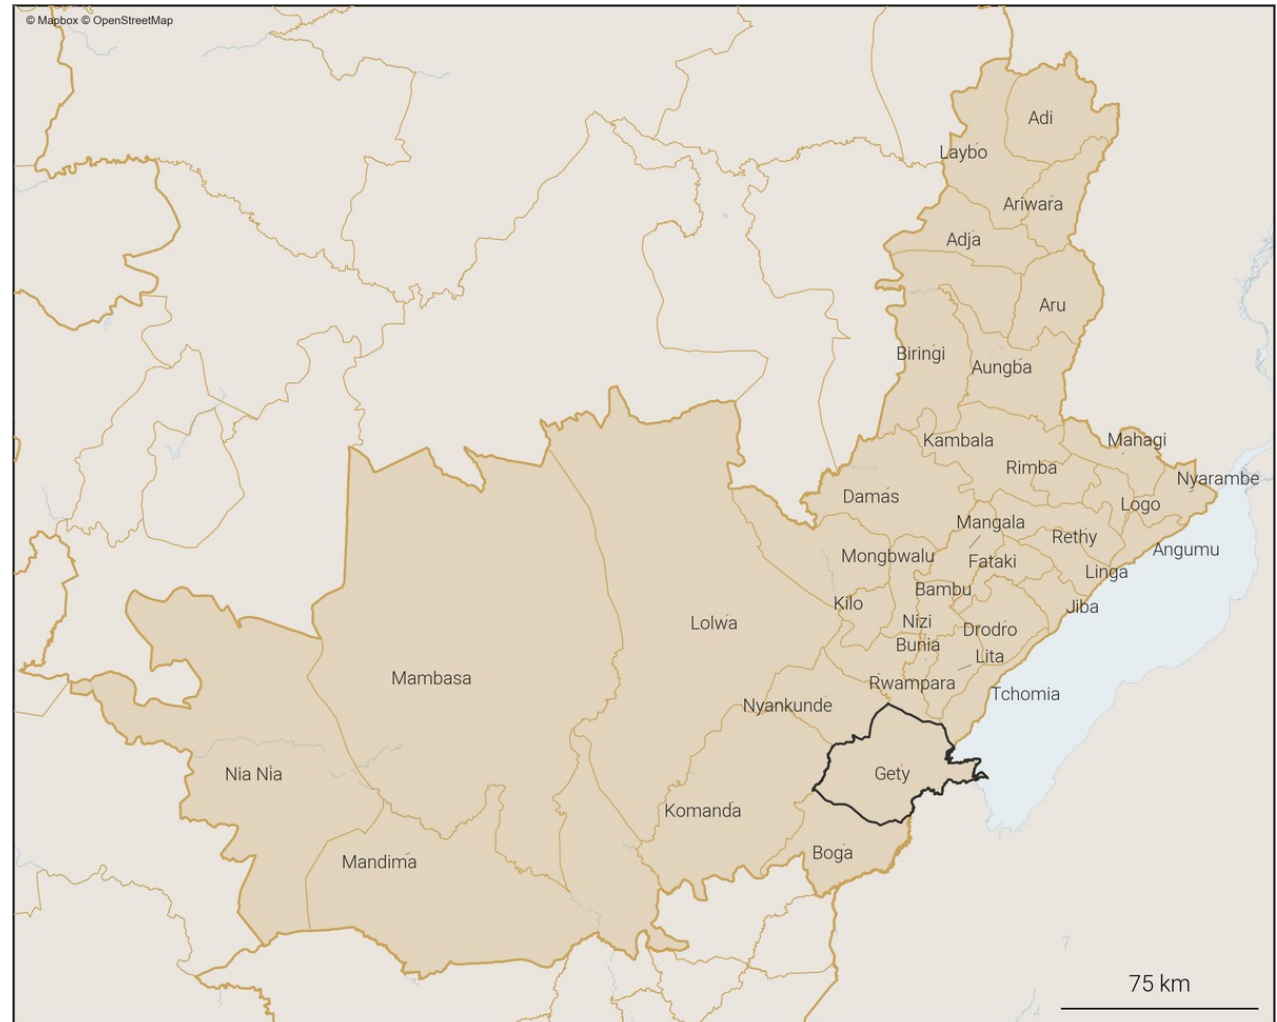 © Mapbox © OpenStreetMap
Adi
Laybo
Ariwara
Adja
Aru
Biringi
Aungba
Kambala
Mahagi
Rimba
Nyarambe
Damas
Logo
Mangala
Rethy
Angumu
Mongbwalu
Fataki
Linga
Bambu
Kilo
Jiba
Nizi
Lolwa
Drodro
Bunia
Lita
Mambasa
Rwampara
Tchomia
Nyankunde
Nia Nia
Gety
Komanda
Boga
Mandima
75 km